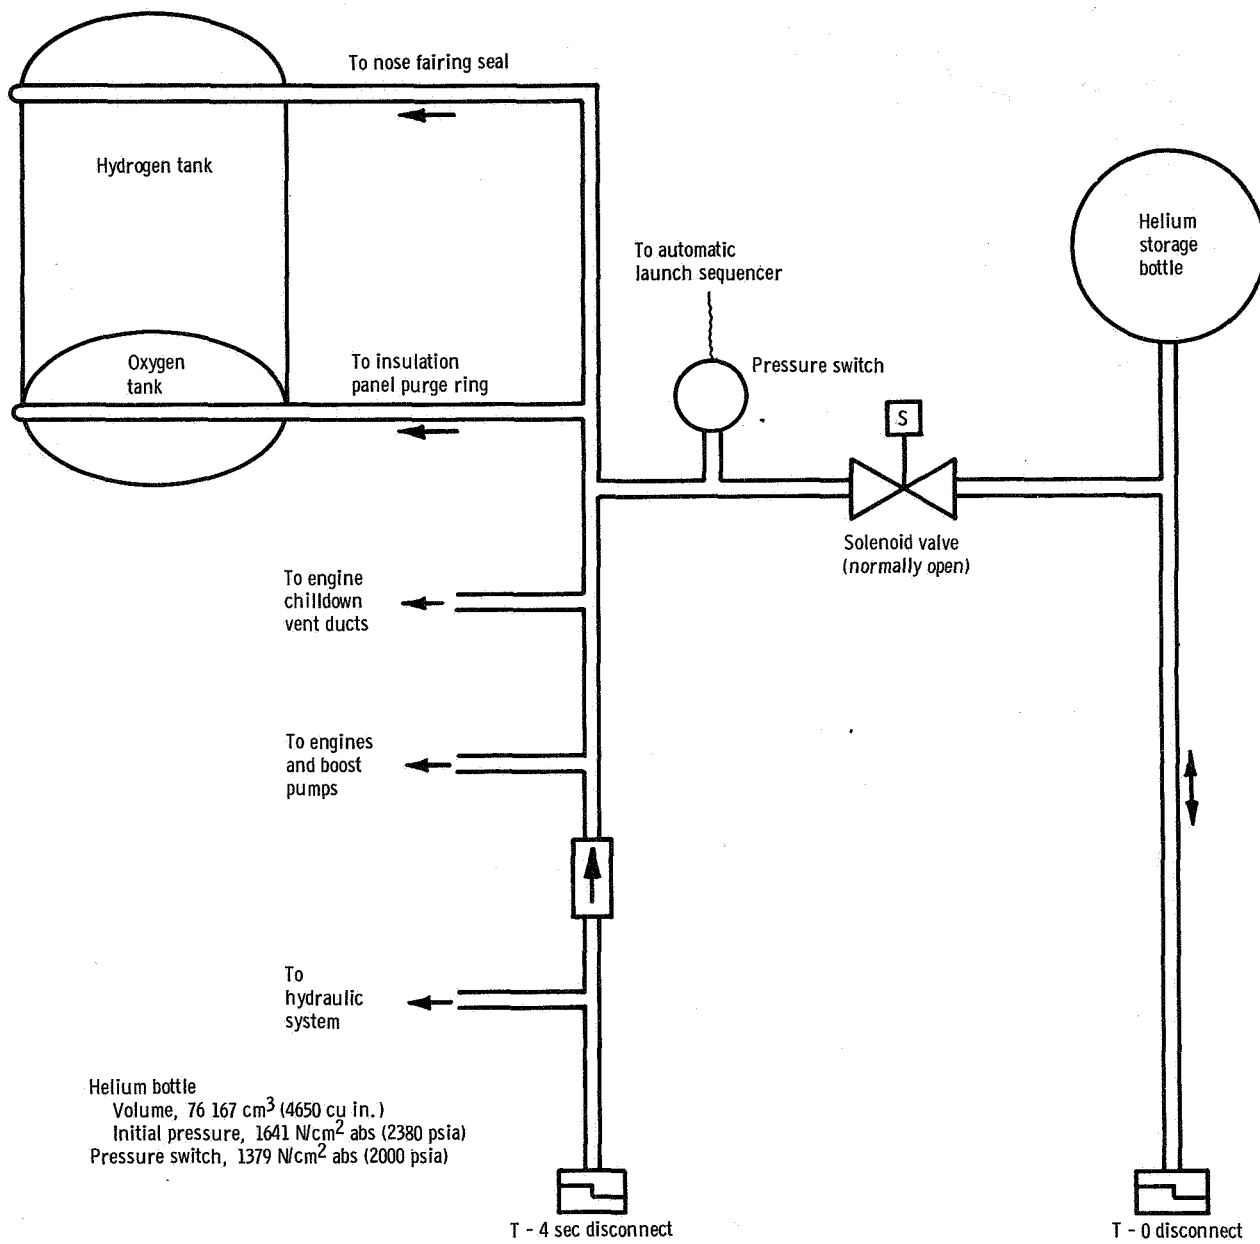 To nose fairing seal
Hydrogen tank
Helium
storage
bottle
To automatic
launch sequencer
Oxygen
tank
To insulation
panel purge ring
Pressure switch
S
Solenoid valve
(normally open)
To engine
chilldown
vent ducts
To engines
and boost
pumps
To
hydraulic
system
Helium bottle
Volume, 76 167 cm³ (4650 cu in.)
Initial pressure, 1641 N/cm² abs (2380 psia)
Pressure switch, 1379 N/cm² abs (2000 psia)
T - 4 sec disconnect
T - 0 disconnect